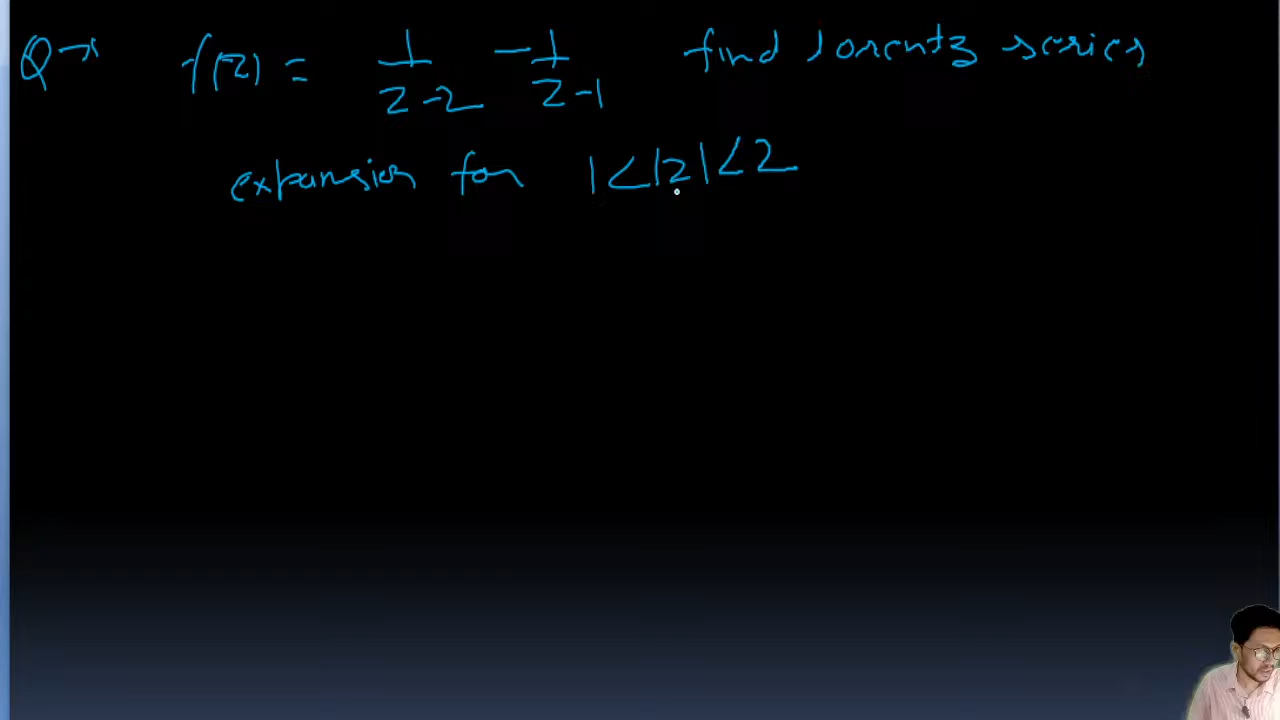 Q→ f(z) = 1/(z-2) - 1/(z-1) find lorentz series
expansion for 1<|z|<2